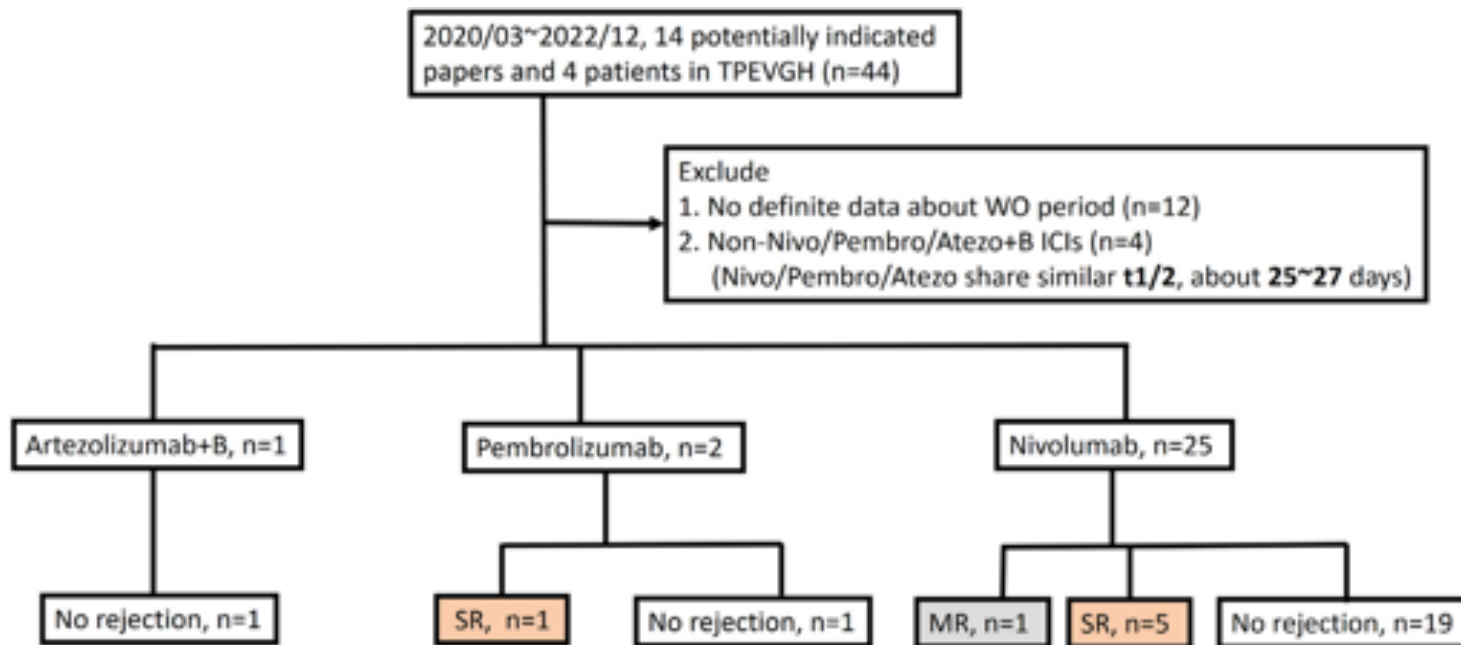 2020/03~2022/12, 14 potentially indicated
papers and 4 patients in TPEVGH (n=44)
Exclude
1. No definite data about WO period (n=12)
2. Non-Nivo/Pembro/Atezo+B ICIs (n=4)
(Nivo/Pembro/Atezo share similar t1/2, about 25~27 days)
Artezolizumab+B, n=1
Pembrolizumab, n=2
Nivolumab, n=25
No rejection, n=1
SR, n=1
No rejection, n=1
MR, n=1
SR, n=5
No rejection, n=19